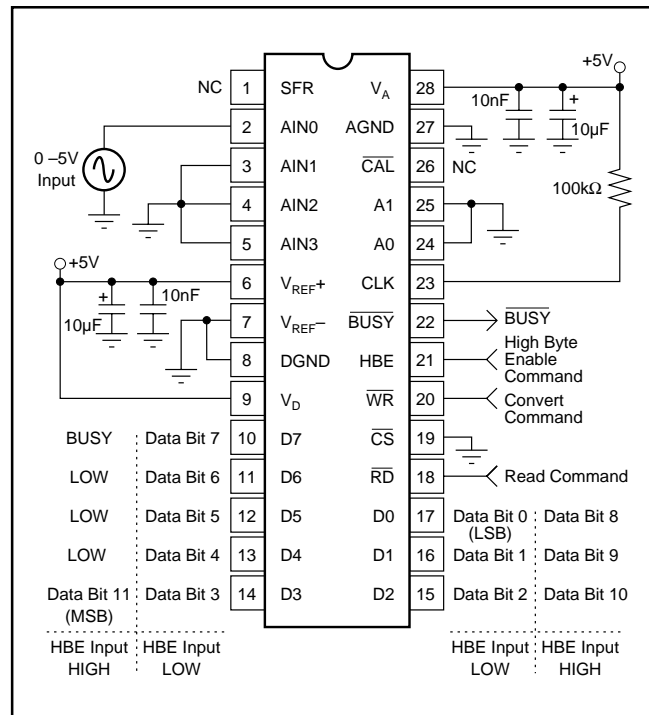 +5V
NC 1 SFR V_A 28
10nF + 10µF
2 AIN0 AGND 27
0 –5V Input
3 AIN1 C̅A̅L̅ 26 NC
4 AIN2 A1 25
100kΩ
5 AIN3 A0 24
+5V
6 V_REF+ CLK 23
+ 10µF 10nF
7 V_REF– B̅U̅S̅Y̅ 22 B̅U̅S̅Y̅
8 DGND HBE 21 High Byte Enable Command
9 V_D W̅R̅ 20 Convert Command
BUSY Data Bit 7 10 D7 C̅S̅ 19
LOW Data Bit 6 11 D6 R̅D̅ 18 Read Command
LOW Data Bit 5 12 D5 D0 17 Data Bit 0 (LSB) Data Bit 8
LOW Data Bit 4 13 D4 D1 16 Data Bit 1 Data Bit 9
Data Bit 11 (MSB) Data Bit 3 14 D3 D2 15 Data Bit 2 Data Bit 10
HBE Input HIGH HBE Input LOW HBE Input LOW HBE Input HIGH